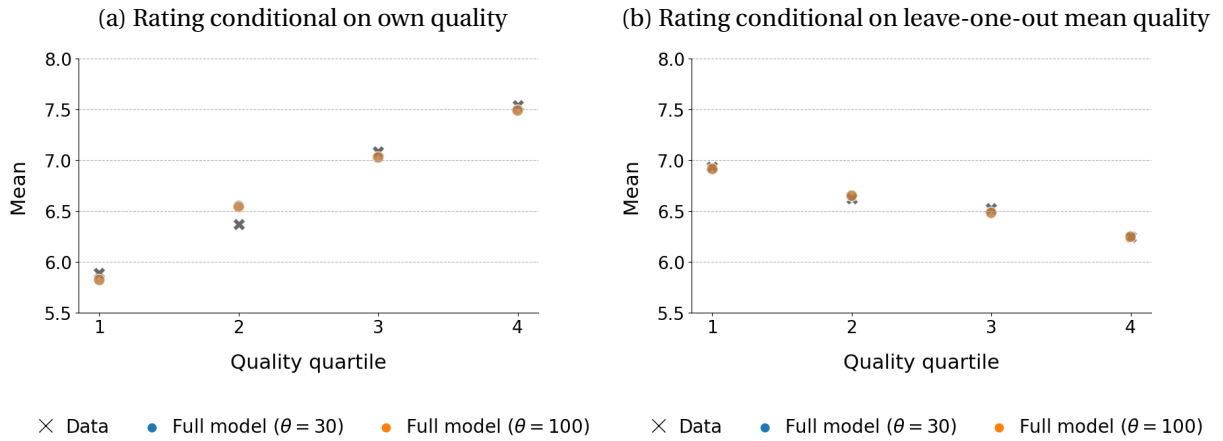 (a) Rating conditional on own quality
8.0
7.5
7.0
6.5
6.0
5.5
Mean
1 2 3 4
Quality quartile
× Data Full model (θ = 30) Full model (θ = 100)
(b) Rating conditional on leave-one-out mean quality
8.0
7.5
7.0
6.5
6.0
5.5
Mean
1 2 3 4
Quality quartile
× Data Full model (θ = 30) Full model (θ = 100)